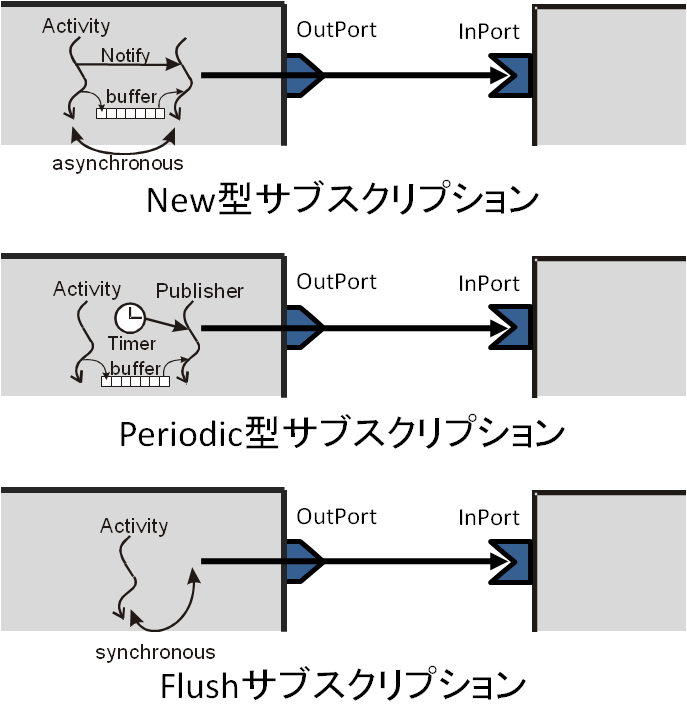 Activity
OutPort
InPort
Notify
buffer
asynchronous
New型サブスクリプション
Activity
Publisher
OutPort
InPort
Timer
buffer
Periodic型サブスクリプション
Activity
OutPort
InPort
synchronous
Flushサブスクリプション